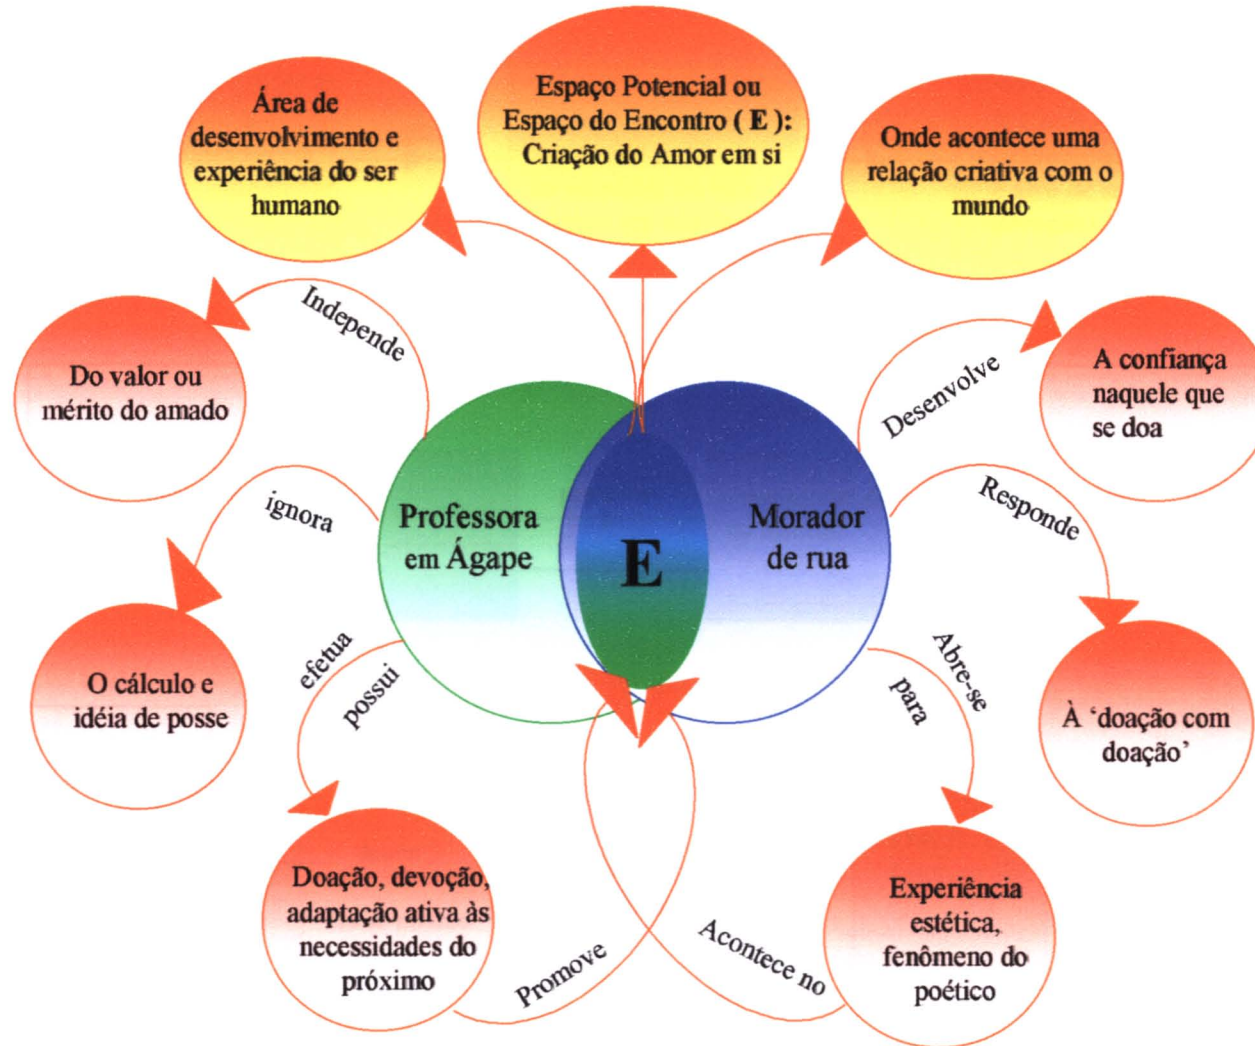 Espaço Potencial ou
Espaço do Encontro ( E ):
Criação do Amor em si
Área de
desenvolvimento e
experiência do ser
humano
Onde acontece uma
relação criativa com o
mundo
Independe
Do valor ou
mérito do amado
Desenvolve
A confiança
naquele que
se doa
ignora
Responde
Professora
em Ágape
E
Morador
de rua
O cálculo e
idéia de posse
efetua
possui
Abre-se
para
À ‘doação com
doação’
Doação, devoção,
adaptação ativa às
necessidades do
próximo
Promove
Acontece no
Experiência
estética,
fenômeno do
poético